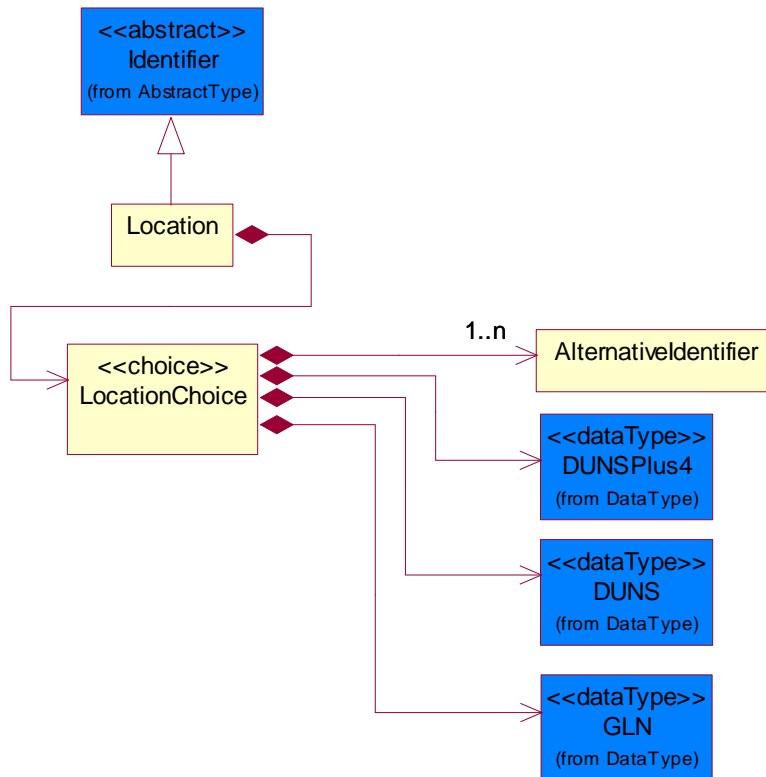 <<abstract>>
Identifier
(from AbstractType)
Location
1..n
<<choice>>
LocationChoice
AlternativeIdentifier
<<dataType>>
DUNSPlus4
(from DataType)
<<dataType>>
DUNS
(from DataType)
<<dataType>>
GLN
(from DataType)